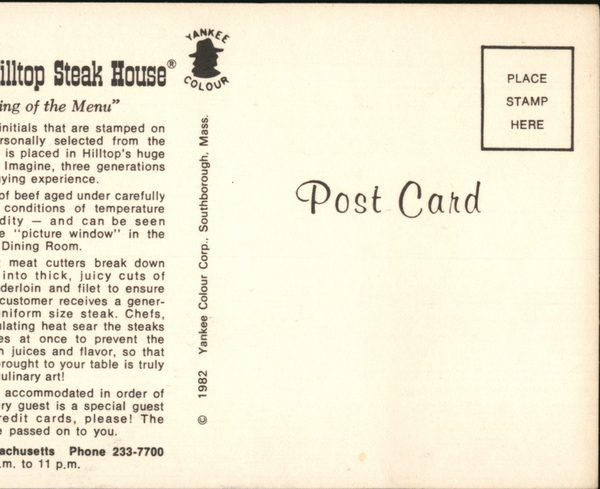 illtop Steak House®
ing of the Menu”
initials that are stamped on
rsonally selected from the
is placed in Hilltop's huge
Imagine, three generations
ying experience.
of beef aged under carefully
conditions of temperature
dity — and can be seen
e "picture window" in the
Dining Room.
meat cutters break down
into thick, juicy cuts of
derloin and filet to ensure
customer receives a gener-
niform size steak. Chefs,
ulating heat sear the steaks
es at once to prevent the
n juices and flavor, so that
rought to your table is truly
ulinary art!
accommodated in order of
ry guest is a special guest
redit cards, please! The
e passed on to you.
achusetts Phone 233-7700
.m. to 11 p.m.
YANKEE
COLOUR
© 1982 Yankee Colour Corp., Southborough, Mass.
Post Card
PLACE
STAMP
HERE